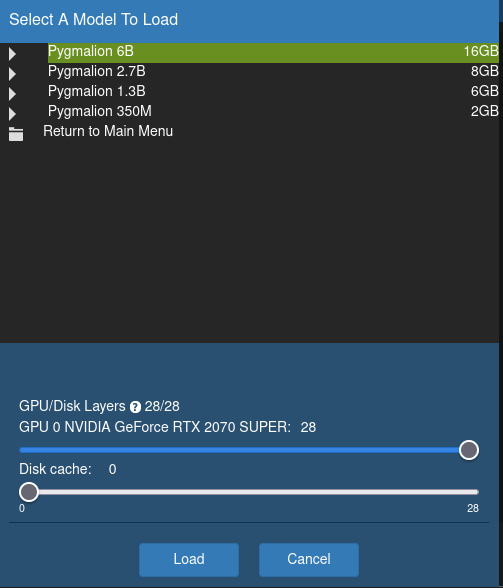 Select A Model To Load
Pygmalion 6B 16GB
Pygmalion 2.7B 8GB
Pygmalion 1.3B 6GB
Pygmalion 350M 2GB
Return to Main Menu
GPU/Disk Layers ? 28/28
GPU 0 NVIDIA GeForce RTX 2070 SUPER: 28
Disk cache: 0
0 28
Load Cancel